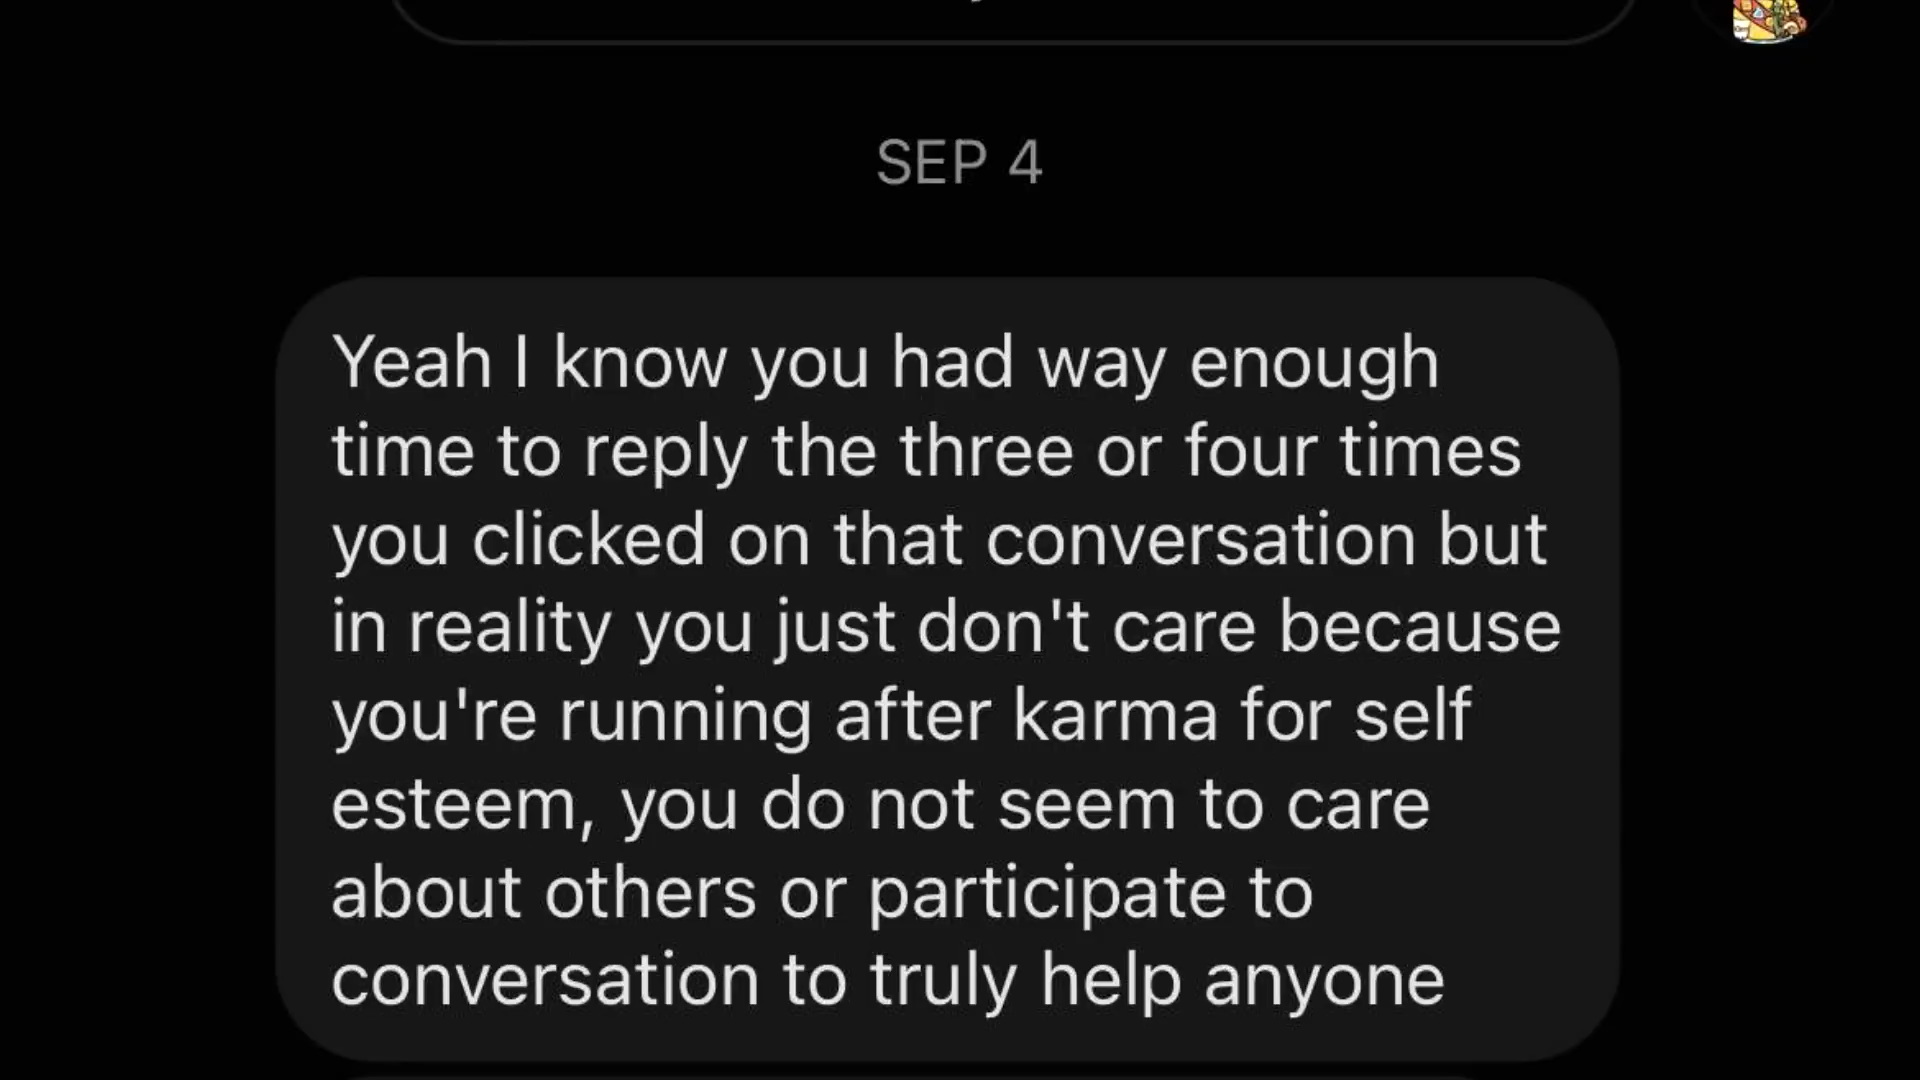 SEP 4
Yeah I know you had way enough
time to reply the three or four times
you clicked on that conversation but
in reality you just don't care because
you're running after karma for self
esteem, you do not seem to care
about others or participate to
conversation to truly help anyone